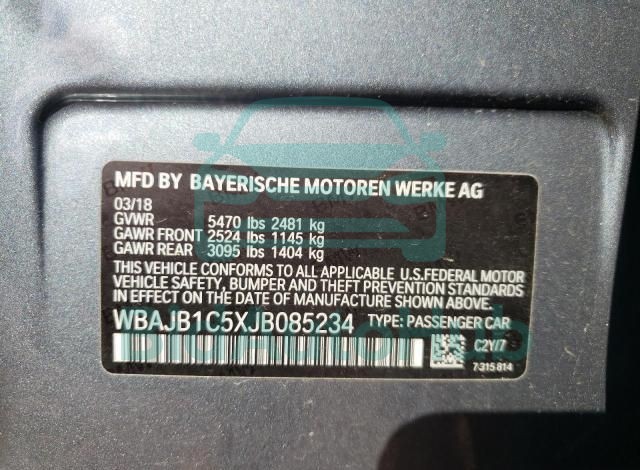 MFD BY BAYERISCHE MOTOREN WERKE AG
03/18
GVWR 5470 lbs 2481 kg
GAWR FRONT 2524 lbs 1145 kg
GAWR REAR 3095 lbs 1404 kg
THIS VEHICLE CONFORMS TO ALL APPLICABLE U.S.FEDERAL MOTOR
VEHICLE SAFETY, BUMPER AND THEFT PREVENTION STANDARDS IN
EFFECT ON THE DATE OF MANUFACTURE SHOWN ABOVE.
WBAJB1C5XJB085234 TYPE: PASSENGER CAR
C2Y/7
7315814